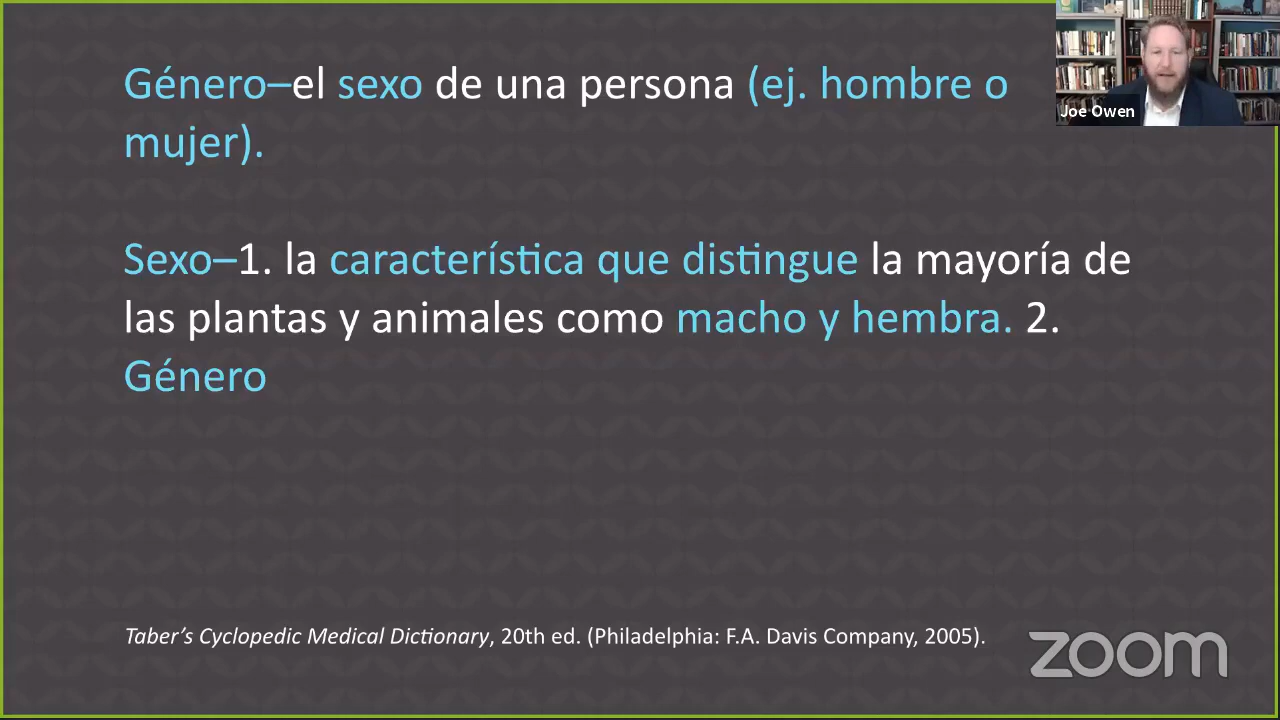 Género–el sexo de una persona (ej. hombre o
mujer).
Joe Owen
Sexo–1. la característica que distingue la mayoría de
las plantas y animales como macho y hembra. 2.
Género
Taber’s Cyclopedic Medical Dictionary, 20th ed. (Philadelphia: F.A. Davis Company, 2005).
zoom